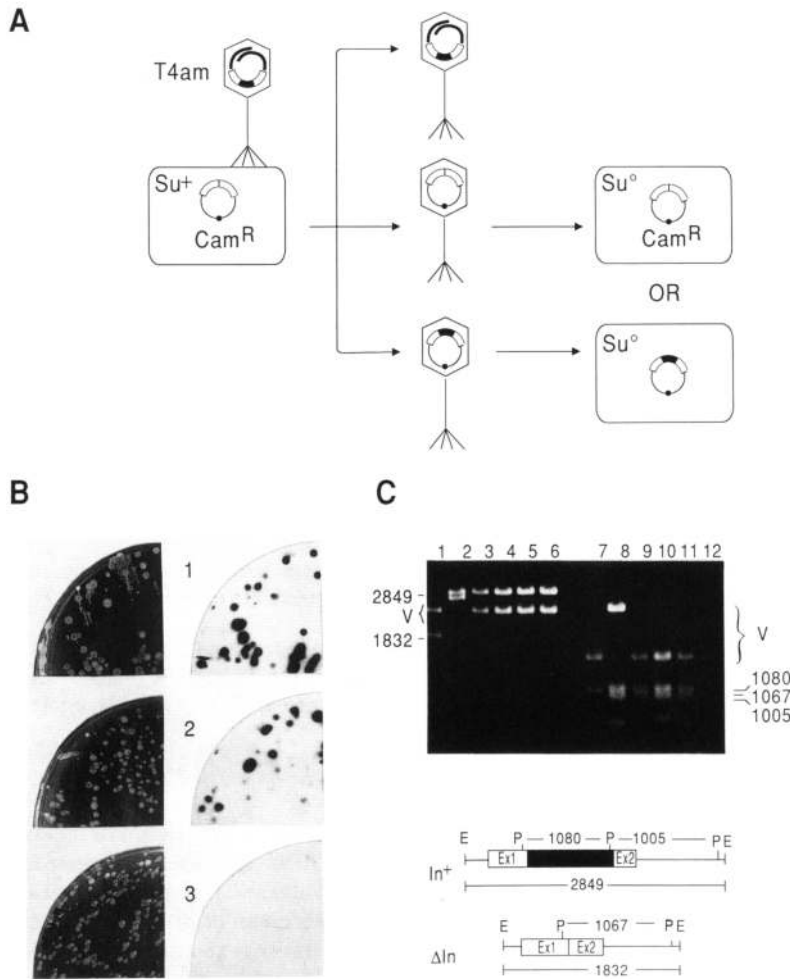 A
T4am
Su+
CamR
Su°
CamR
OR
Su°
B
1
2
3
C
1 2 3 4 5 6 7 8 9 10 11 12
2849
V
1832
V
1080
1067
1005
E P 1080 P 1005 P E
In+
Ex1 Ex2
2849
E P 1067 P E
ΔIn
Ex1 Ex2
1832